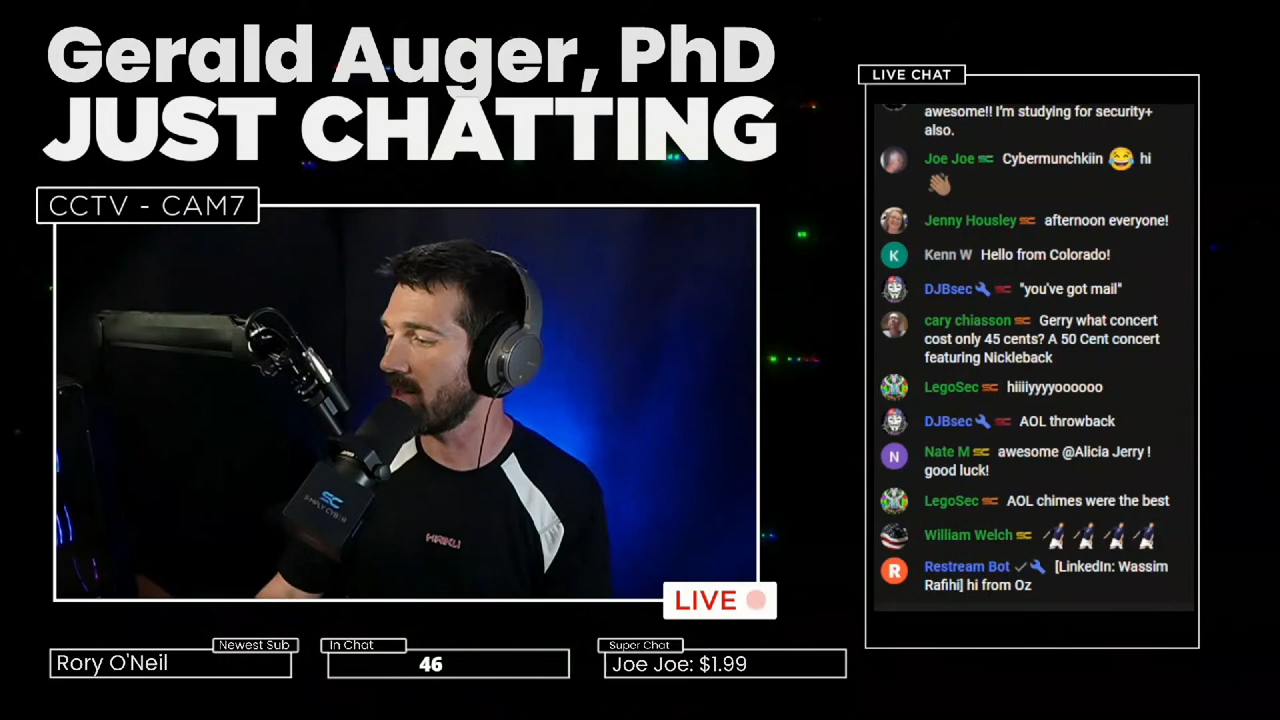 Gerald Auger, PhD
JUST CHATTING
CCTV - CAM7
SC
SIMPLY CYBER
LIVE
Newest Sub
Rory O'Neil
In Chat
46
Super Chat
Joe Joe: $1.99
LIVE CHAT
awesome!! I'm studying for security+
also.
Joe Joe Cybermunchkiin 😂 hi
👋🏽
Jenny Housley afternoon everyone!
K Kenn W Hello from Colorado!
DJBsec "you've got mail"
cary chiasson Gerry what concert
cost only 45 cents? A 50 Cent concert
featuring Nickleback
LegoSec hiiiiyyyyoooooo
DJBsec AOL throwback
N Nate M awesome @Alicia Jerry !
good luck!
LegoSec AOL chimes were the best
William Welch
R Restream Bot [LinkedIn: Wassim
Rafihi] hi from Oz